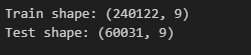 Train shape: (240122, 9)
Test shape: (60031, 9)